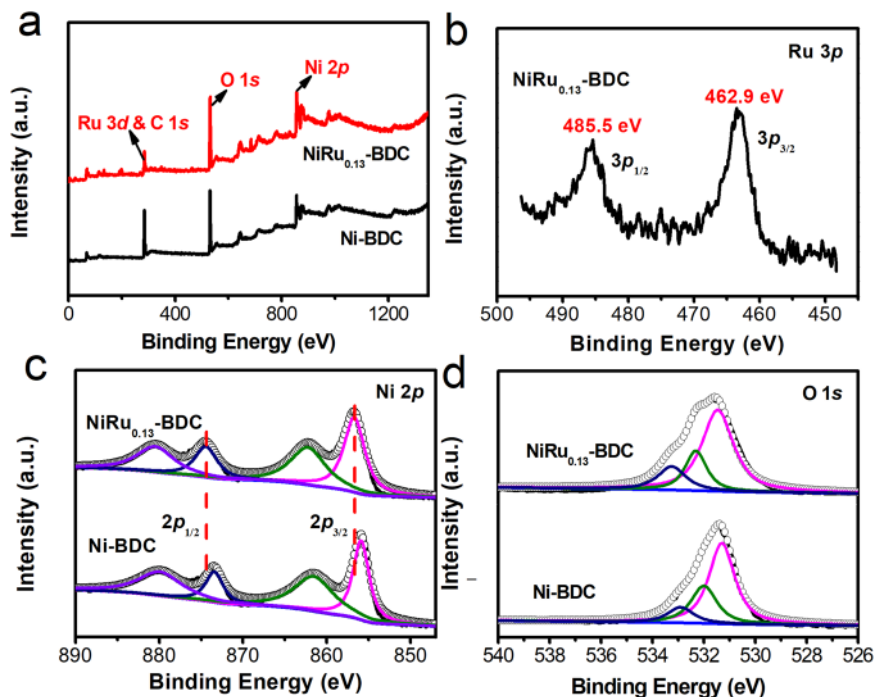 a
Intensity (a.u.)
Ru 3d & C 1s
O 1s
Ni 2p
NiRu0.13-BDC
Ni-BDC
0 400 800 1200
Binding Energy (eV)
b
Intensity (a.u.)
Ru 3p
NiRu0.13-BDC
485.5 eV
462.9 eV
3p1/2
3p3/2
500 490 480 470 460 450
Binding Energy (eV)
c
Intensity (a.u.)
Ni 2p
NiRu0.13-BDC
2p1/2
2p3/2
Ni-BDC
890 880 870 860 850
Binding Energy (eV)
d
Intensity (a.u.)
O 1s
NiRu0.13-BDC
Ni-BDC
540 538 536 534 532 530 528 526
Binding Energy (eV)